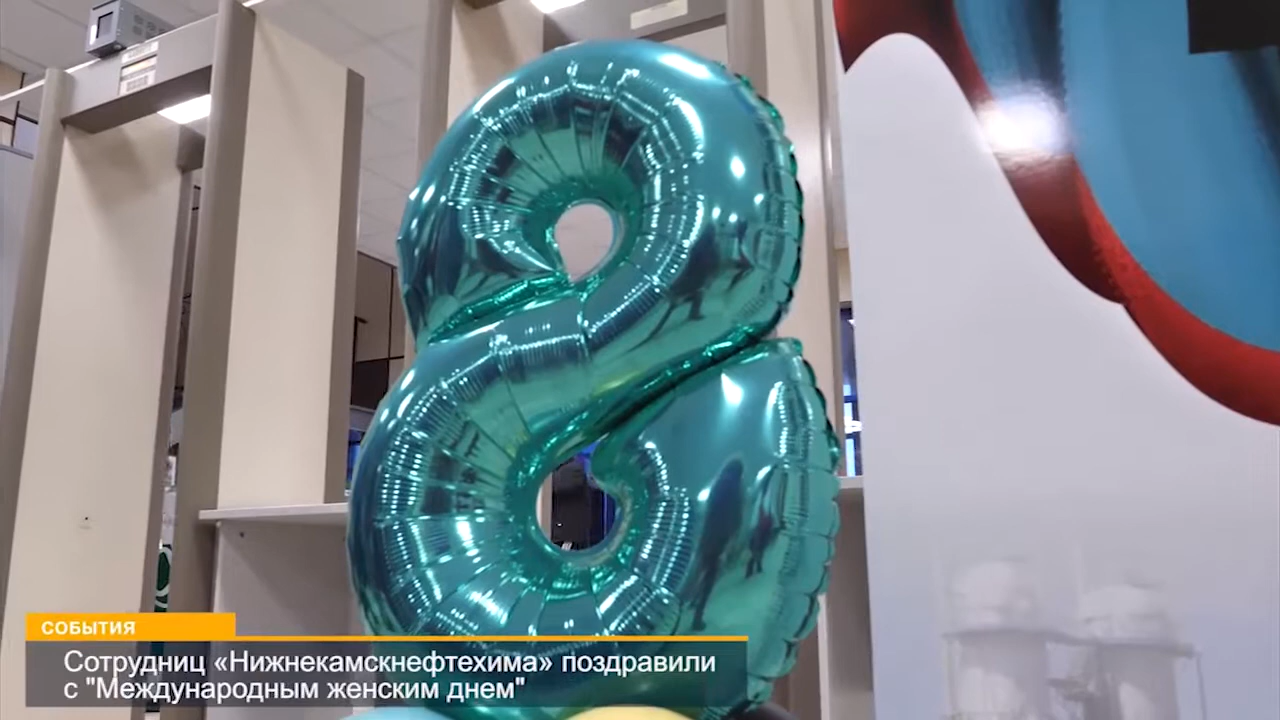 СОБЫТИЯ
Сотрудниц «Нижнекамскнефтехима» поздравили
с "Международным женским днем"